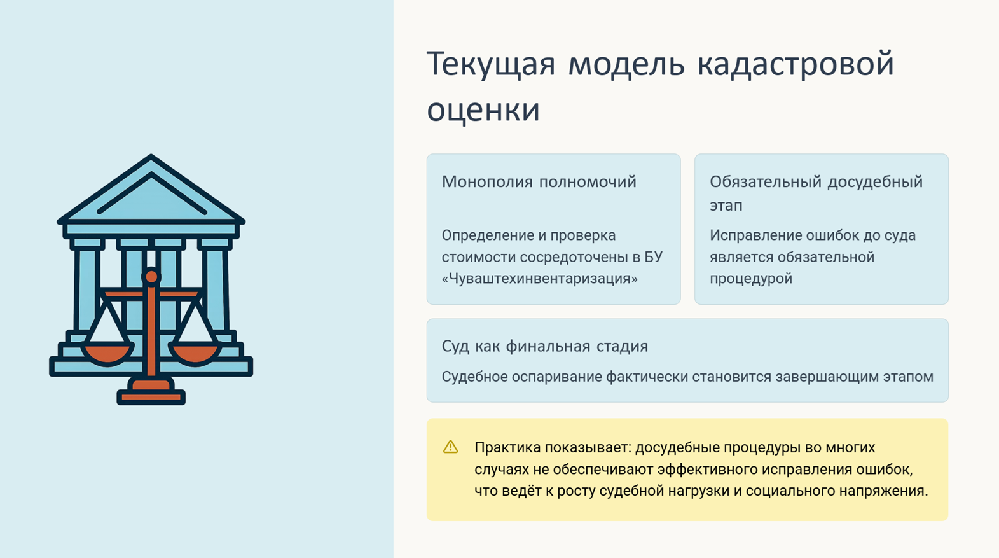 Текущая модель кадастровой
оценки
Монополия полномочий
Определение и проверка
стоимости сосредоточены в БУ
«Чуваштехинвентаризация»
Обязательный досудебный
этап
Исправление ошибок до суда
является обязательной
процедурой
Суд как финальная стадия
Судебное оспаривание фактически становится завершающим этапом
Практика показывает: досудебные процедуры во многих
случаях не обеспечивают эффективного исправления ошибок,
что ведёт к росту судебной нагрузки и социального напряжения.